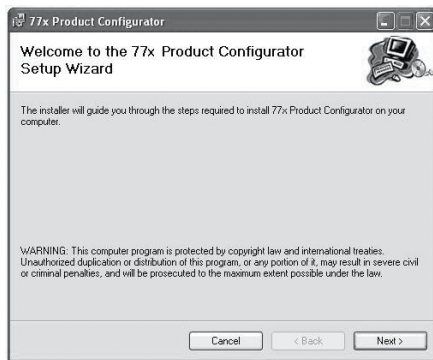 77x Product Configurator
Welcome to the 77x Product Configurator
Setup Wizard
The installer will guide you through the steps required to install 77x Product Configurator on your
computer.
WARNING: This computer program is protected by copyright law and international treaties.
Unauthorized duplication or distribution of this program, or any portion of it, may result in severe civil
or criminal penalties, and will be prosecuted to the maximum extent possible under the law.
Cancel
< Back
Next >